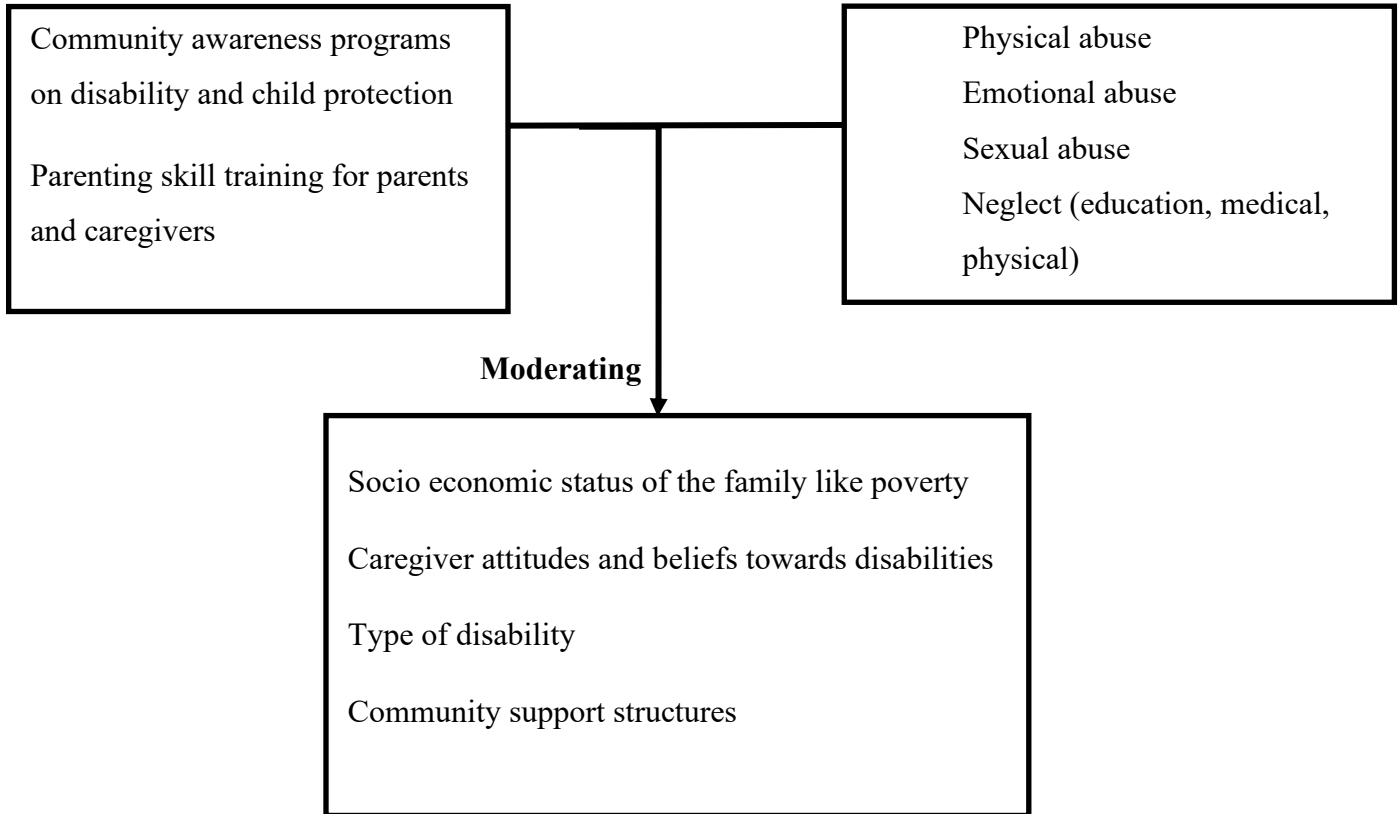 Community awareness programs
on disability and child protection
Parenting skill training for parents
and caregivers
Physical abuse
Emotional abuse
Sexual abuse
Neglect (education, medical,
physical)
Moderating
Socio economic status of the family like poverty
Caregiver attitudes and beliefs towards disabilities
Type of disability
Community support structures